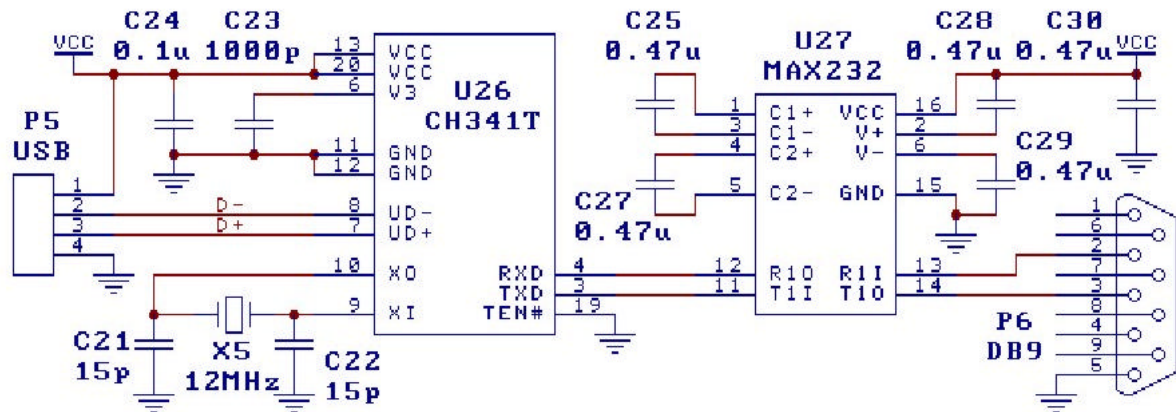 VCC
C24
0.1u
C23
1000p
P5
USB
1
2
3
4
D-
D+
13
20
6
11
12
8
7
10
9
VCC
VCC
V3
GND
GND
UD-
UD+
XO
XI
U26
CH341T
RXD
TXD
TEN#
4
3
19
C21
15p
X5
12MHz
C22
15p
C25
0.47u
C27
0.47u
U27
MAX232
1
3
4
5
12
11
C1+
C1-
C2+
C2-
R1O
T1I
VCC
V+
V-
GND
R1I
T1O
16
2
6
15
13
14
C28
0.47u
C30
0.47u
VCC
C29
0.47u
1
6
2
7
3
8
4
9
5
P6
DB9